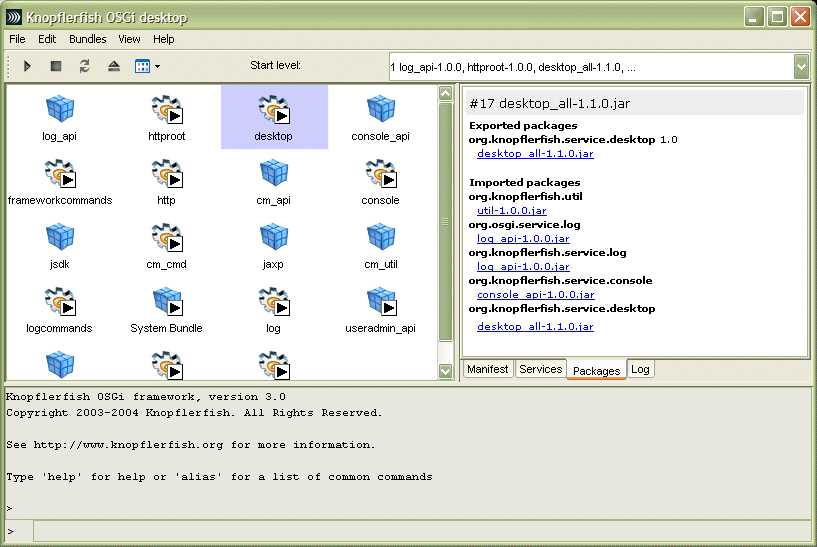 Knopflerfish OSGi desktop
File Edit Bundles View Help
Start level:
1 log_api-1.0.0, httproot-1.0.0, desktop_all-1.1.0, ...
log_api httproot desktop console_api
frameworkcommands http cm_api console
jsdk cm_cmd jaxp cm_util
logcommands System Bundle log useradmin_api
#17 desktop_all-1.1.0.jar
Exported packages
org.knopflerfish.service.desktop 1.0
desktop_all-1.1.0.jar
Imported packages
org.knopflerfish.util
util-1.0.0.jar
org.osgi.service.log
log_api-1.0.0.jar
org.knopflerfish.service.log
log_api-1.0.0.jar
org.knopflerfish.service.console
console_api-1.0.0.jar
org.knopflerfish.service.desktop
desktop_all-1.1.0.jar
Manifest Services Packages Log
Knopflerfish OSGi framework, version 3.0
Copyright 2003-2004 Knopflerfish. All Rights Reserved.
See http://www.knopflerfish.org for more information.
Type 'help' for help or 'alias' for a list of common commands
>
>